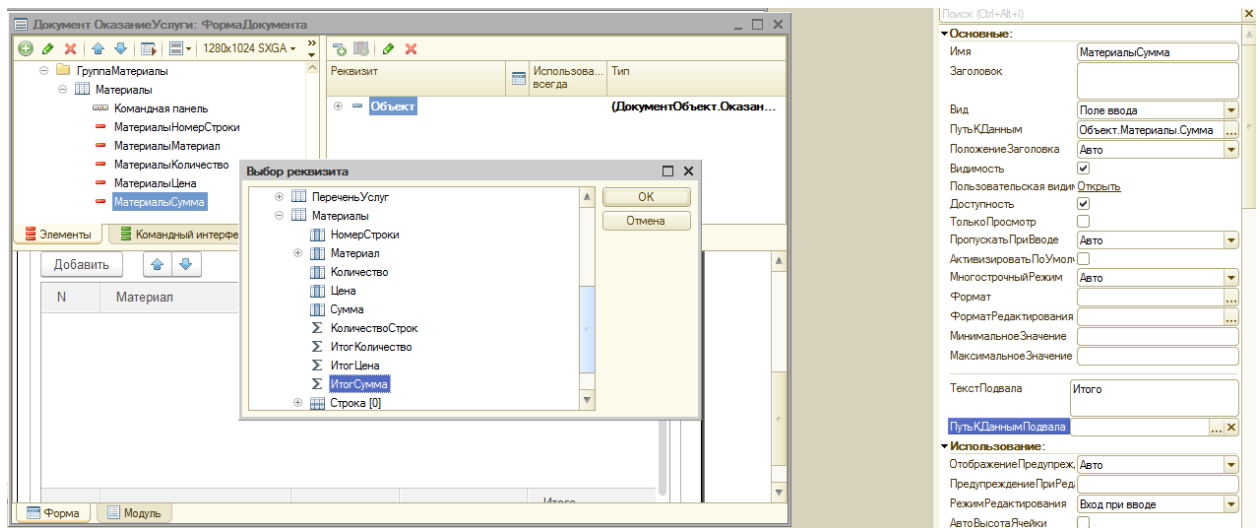 Документ ОказаниеУслуги: ФормаДокумента
1280x1024 SXGA
ГруппаМатериалы
Материалы
Командная панель
МатериалыНомерСтроки
МатериалыМатериал
МатериалыКоличество
МатериалыЦена
МатериалыСумма
Элементы
Командный интерфе
Реквизит
Использова...
всегда
Тип
Объект
(ДокументОбъект.Оказан...
Добавить
N
Материал
Форма
Модуль
Выбор реквизита
ПереченьУслуг
Материалы
НомерСтроки
Материал
Количество
Цена
Сумма
КоличествоСтрок
ИтогКоличество
ИтогЦена
ИтогСумма
Строка [0]
OK
Отмена
Поиск (Ctrl+Alt+I)
Основные:
Имя МатериалыСумма
Заголовок
Вид Поле ввода
ПутьКДанным Объект.Материалы.Сумма ...
ПоложениеЗаголовка Авто
Видимость
Пользовательская види Открыть
Доступность
ТолькоПросмотр
ПропускатьПриВводе Авто
АктивизироватьПоУмол
МногострочныйРежим Авто
Формат ...
ФорматРедактирования ...
МинимальноеЗначение
МаксимальноеЗначение
ТекстПодвала Итого
ПутьКДаннымПодвала ...
Использование:
ОтображениеПредупреж Авто
ПредупреждениеПриРед
РежимРедактирования Вход при вводе
АвтоВысотаЯчейки